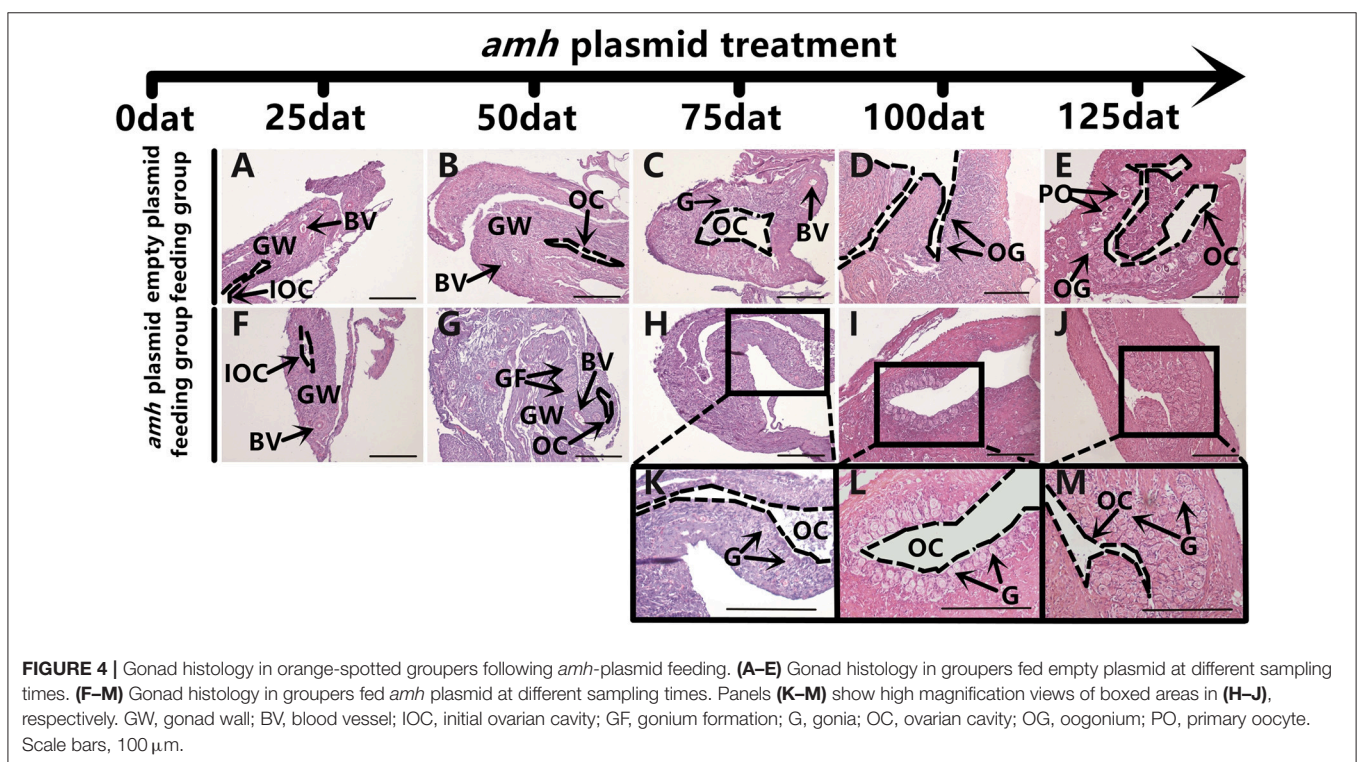 amh plasmid treatment
0dat 25dat 50dat 75dat 100dat 125dat
empty plasmid
feeding group
A BV GW IOC
B OC GW BV
C G OC BV
D OG
E PO OG OC
amh plasmid
feeding group
F IOC GW BV
G GF BV GW OC
H
I
J
K OC G
L OC G
M OC G
FIGURE 4 | Gonad histology in orange-spotted groupers following amh-plasmid feeding. (A–E) Gonad histology in groupers fed empty plasmid at different sampling
times. (F–M) Gonad histology in groupers fed amh plasmid at different sampling times. Panels (K–M) show high magnification views of boxed areas in (H–J),
respectively. GW, gonad wall; BV, blood vessel; IOC, initial ovarian cavity; GF, gonium formation; G, gonia; OC, ovarian cavity; OG, oogonium; PO, primary oocyte.
Scale bars, 100 μm.